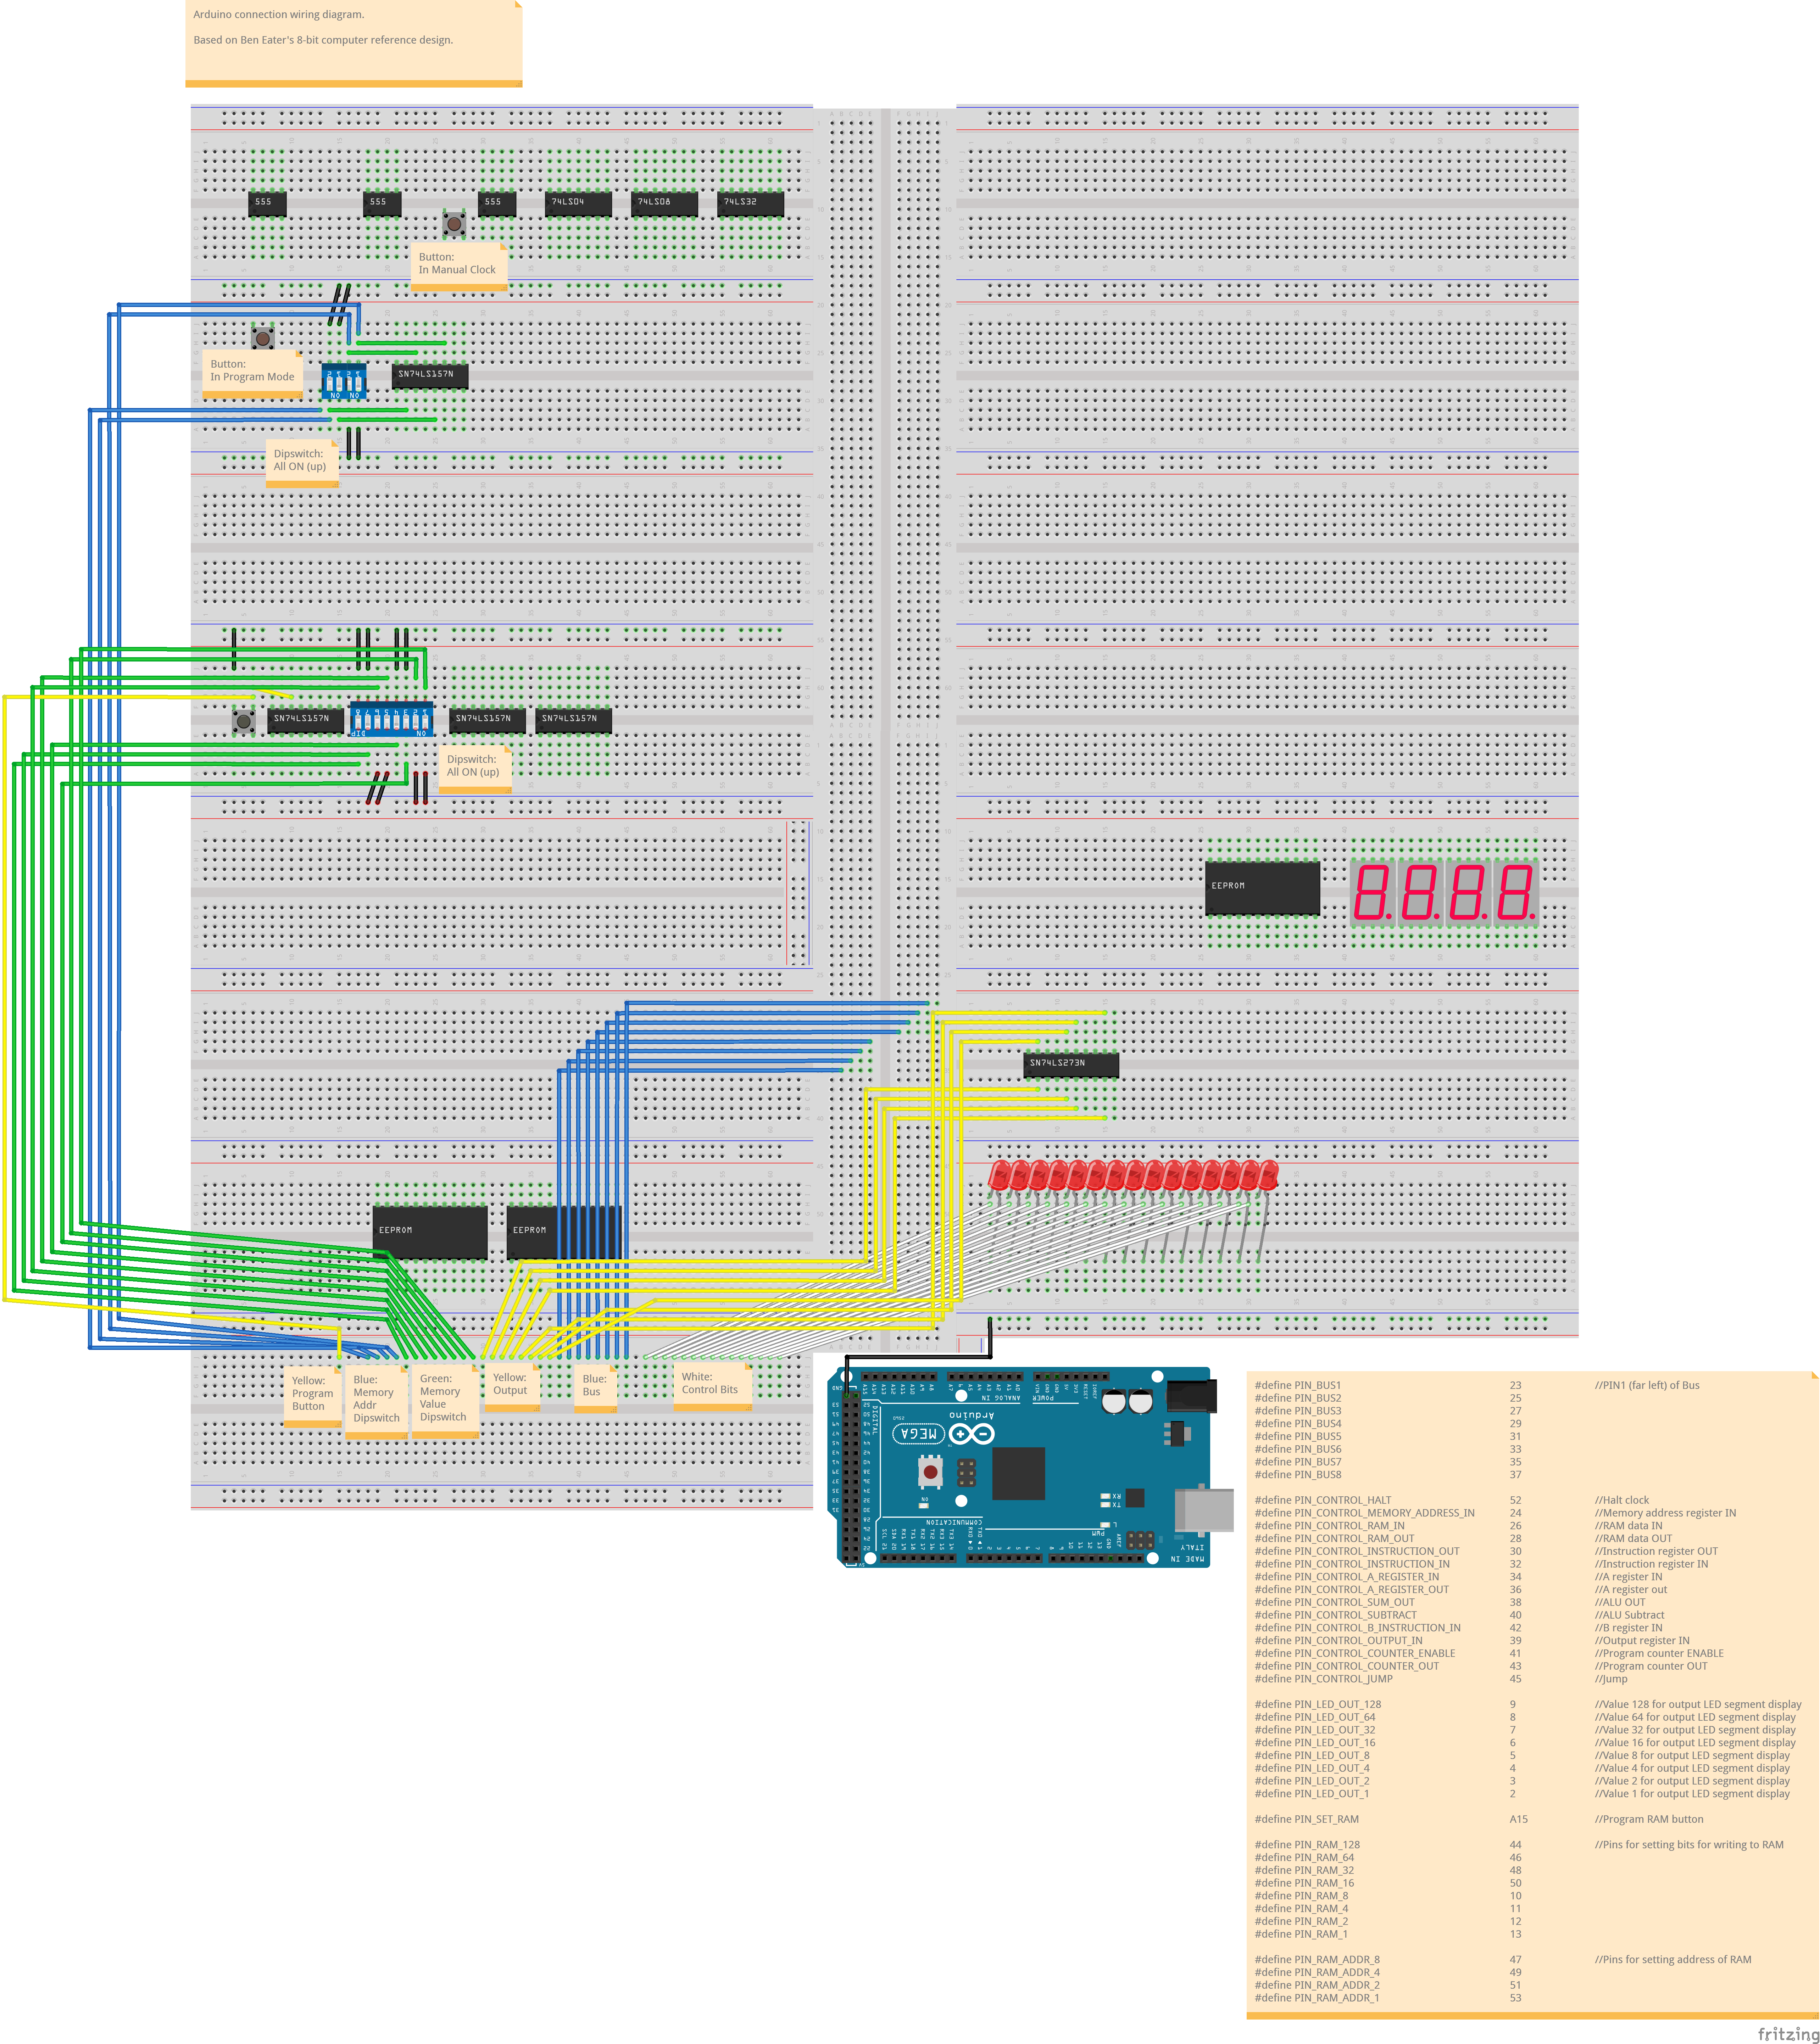 Arduino connection wiring diagram.
Based on Ben Eater's 8-bit computer reference design.
555
555
555
74LS04
74LS08
74LS32
Button:
In Manual Clock
Button:
In Program Mode
SN74LS157N
Dipswitch:
All ON (up)
SN74LS157N
SN74LS157N
SN74LS157N
Dipswitch:
All ON (up)
EEPROM
8.8.8.8.
SN74LS273N
EEPROM
EEPROM
Yellow:
Program
Button
Blue:
Memory
Addr
Dipswitch
Green:
Memory
Value
Dipswitch
Yellow:
Output
Blue:
Bus
White:
Control Bits
ANALOG IN
POWER
DIGITAL
Arduino
MEGA
ON
RX
TX
L
COMMUNICATION
PWM
MADE IN
ITALY
#define PIN_BUS1 23 //PIN1 (far left) of Bus
#define PIN_BUS2 25
#define PIN_BUS3 27
#define PIN_BUS4 29
#define PIN_BUS5 31
#define PIN_BUS6 33
#define PIN_BUS7 35
#define PIN_BUS8 37
#define PIN_CONTROL_HALT 52 //Halt clock
#define PIN_CONTROL_MEMORY_ADDRESS_IN 24 //Memory address register IN
#define PIN_CONTROL_RAM_IN 26 //RAM data IN
#define PIN_CONTROL_RAM_OUT 28 //RAM data OUT
#define PIN_CONTROL_INSTRUCTION_OUT 30 //Instruction register OUT
#define PIN_CONTROL_INSTRUCTION_IN 32 //Instruction register IN
#define PIN_CONTROL_A_REGISTER_IN 34 //A register IN
#define PIN_CONTROL_A_REGISTER_OUT 36 //A register out
#define PIN_CONTROL_SUM_OUT 38 //ALU OUT
#define PIN_CONTROL_SUBTRACT 40 //ALU Subtract
#define PIN_CONTROL_B_INSTRUCTION_IN 42 //B register IN
#define PIN_CONTROL_OUTPUT_IN 39 //Output register IN
#define PIN_CONTROL_COUNTER_ENABLE 41 //Program counter ENABLE
#define PIN_CONTROL_COUNTER_OUT 43 //Program counter OUT
#define PIN_CONTROL_JUMP 45 //Jump
#define PIN_LED_OUT_128 9 //Value 128 for output LED segment display
#define PIN_LED_OUT_64 8 //Value 64 for output LED segment display
#define PIN_LED_OUT_32 7 //Value 32 for output LED segment display
#define PIN_LED_OUT_16 6 //Value 16 for output LED segment display
#define PIN_LED_OUT_8 5 //Value 8 for output LED segment display
#define PIN_LED_OUT_4 4 //Value 4 for output LED segment display
#define PIN_LED_OUT_2 3 //Value 2 for output LED segment display
#define PIN_LED_OUT_1 2 //Value 1 for output LED segment display
#define PIN_SET_RAM A15 //Program RAM button
#define PIN_RAM_128 44 //Pins for setting bits for writing to RAM
#define PIN_RAM_64 46
#define PIN_RAM_32 48
#define PIN_RAM_16 50
#define PIN_RAM_8 10
#define PIN_RAM_4 11
#define PIN_RAM_2 12
#define PIN_RAM_1 13
#define PIN_RAM_ADDR_8 47 //Pins for setting address of RAM
#define PIN_RAM_ADDR_4 49
#define PIN_RAM_ADDR_2 51
#define PIN_RAM_ADDR_1 53
fritzing